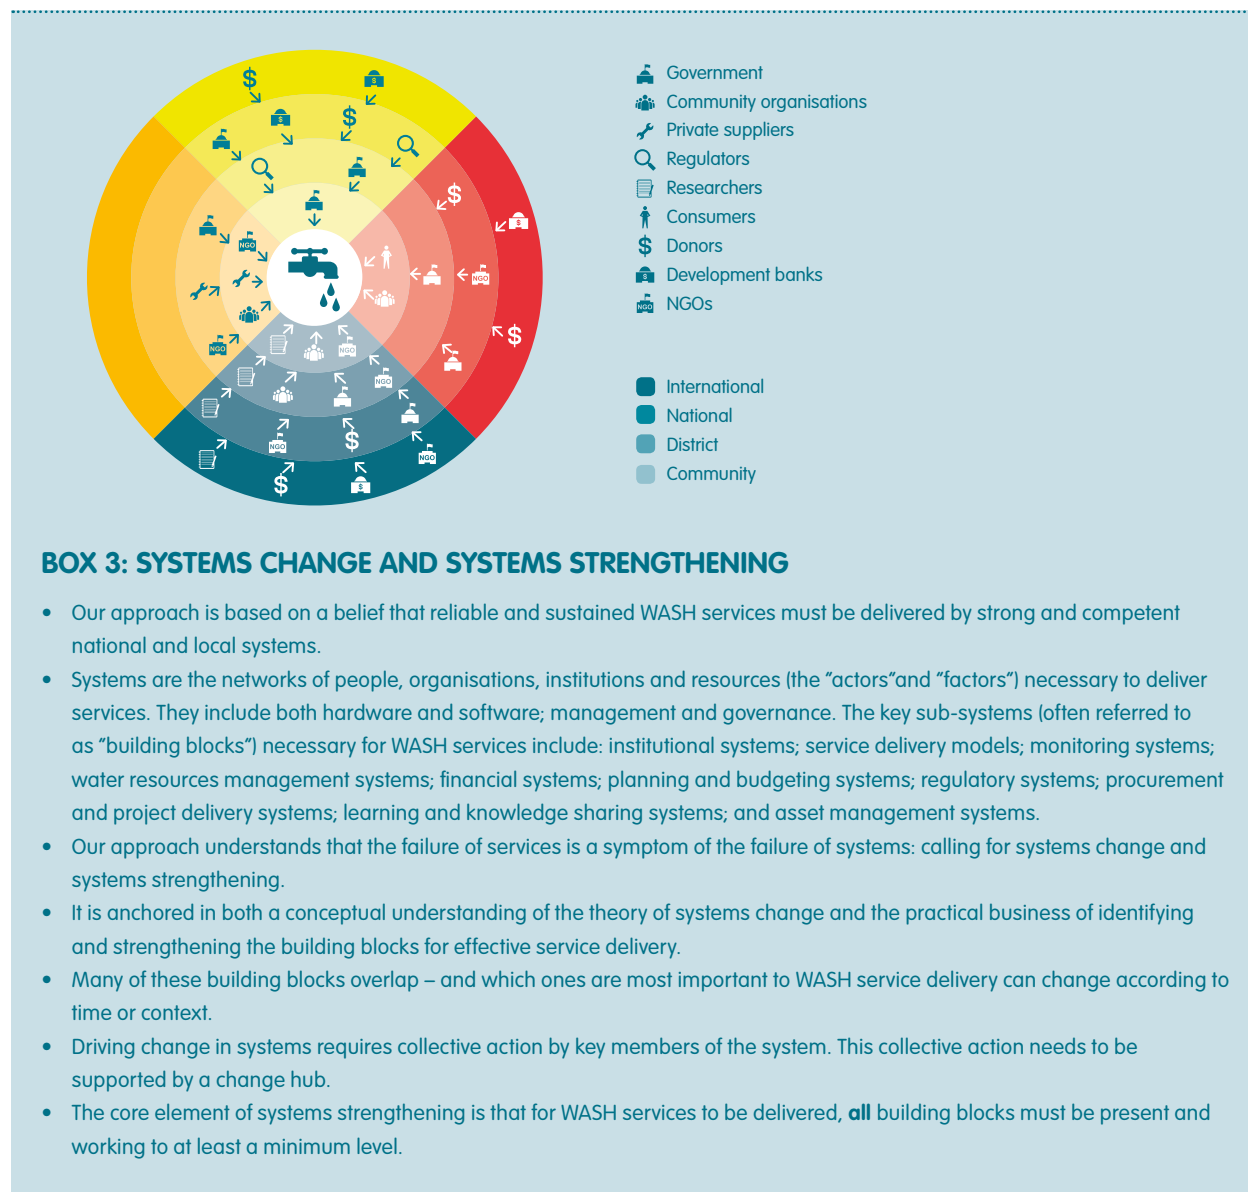 Government
Community organisations
Private suppliers
Regulators
Researchers
Consumers
$ Donors
$ Development banks
NGO NGOs
International
National
District
Community
$
$
$
$
$
$
NGO
NGO
NGO
$
NGO
NGO
NGO
NGO
$
$
$
$
NGO
BOX 3: SYSTEMS CHANGE AND SYSTEMS STRENGTHENING
• Our approach is based on a belief that reliable and sustained WASH services must be delivered by strong and competent
national and local systems.
• Systems are the networks of people, organisations, institutions and resources (the “actors”and “factors”) necessary to deliver
services. They include both hardware and software; management and governance. The key sub-systems (often referred to
as “building blocks”) necessary for WASH services include: institutional systems; service delivery models; monitoring systems;
water resources management systems; financial systems; planning and budgeting systems; regulatory systems; procurement
and project delivery systems; learning and knowledge sharing systems; and asset management systems.
• Our approach understands that the failure of services is a symptom of the failure of systems: calling for systems change and
systems strengthening.
• It is anchored in both a conceptual understanding of the theory of systems change and the practical business of identifying
and strengthening the building blocks for effective service delivery.
• Many of these building blocks overlap – and which ones are most important to WASH service delivery can change according to
time or context.
• Driving change in systems requires collective action by key members of the system. This collective action needs to be
supported by a change hub.
• The core element of systems strengthening is that for WASH services to be delivered, all building blocks must be present and
working to at least a minimum level.